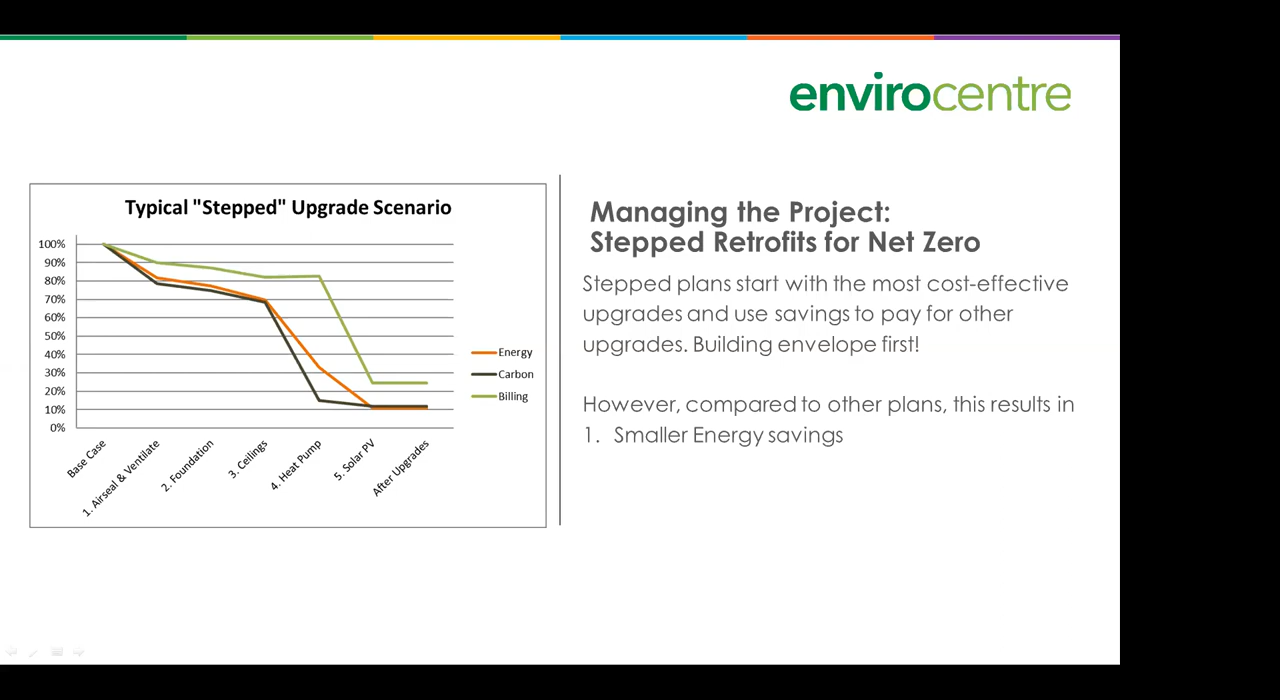 envirocentre
Typical "Stepped" Upgrade Scenario
100%
90%
80%
70%
60%
50%
40%
30%
20%
10%
0%
Base Case
1. Airseal & Ventilate
2. Foundation
3. Ceilings
4. Heat Pump
5. Solar PV
After Upgrades
Energy
Carbon
Billing
Managing the Project:
Stepped Retrofits for Net Zero
Stepped plans start with the most cost-effective
upgrades and use savings to pay for other
upgrades. Building envelope first!
However, compared to other plans, this results in
1. Smaller Energy savings